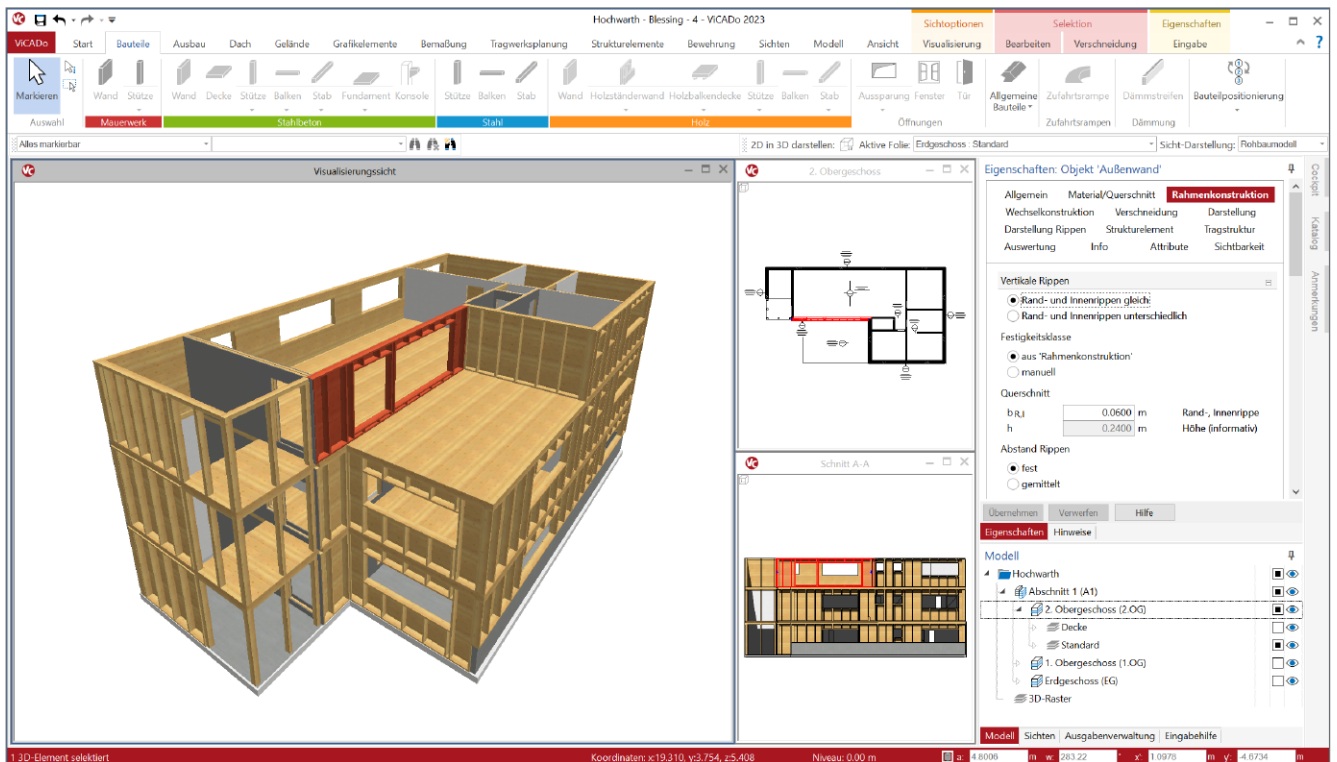 Hochwarth - Blessing - 4 - ViCADo 2023
Sichtoptionen Selektion Eigenschaften
ViCADo Start Bauteile Ausbau Dach Gelände Grafikelemente Bemaßung Tragwerksplanung Strukturelemente Bewehrung Sichten Modell Ansicht Visualisierung Bearbeiten Verschneidung Eingabe
Markieren Wand Stütze Wand Decke Stütze Balken Stab Fundament Konsole Stütze Balken Stab Wand Holzständerwand Holzbalkendecke Stütze Balken Stab Aussparung Fenster Tür Allgemeine Bauteile Zufahrtsrampe Dämmstreifen Bauteilpositionierung
Auswahl Mauerwerk Stahlbeton Stahl Holz Öffnungen Zufahrtsrampen Dämmung
Alles markierbar 2D in 3D darstellen: Aktive Folie: Erdgeschoss : Standard Sicht-Darstellung: Rohbaumodell
Visualisierungssicht
2. Obergeschoss
Schnitt A-A
Eigenschaften: Objekt 'Außenwand'
Allgemein Material/Querschnitt Rahmenkonstruktion
Wechselkonstruktion Verschneidung Darstellung
Darstellung Rippen Strukturelement Tragstruktur
Auswertung Info Attribute Sichtbarkeit
Vertikale Rippen
Rand- und Innenrippen gleich
Rand- und Innenrippen unterschiedlich
Festigkeitsklasse
aus 'Rahmenkonstruktion'
manuell
Querschnitt
b R,I 0.0600 m Rand-, Innenrippe
h 0.2400 m Höhe (informativ)
Abstand Rippen
fest
gemittelt
Übernehmen Verwerfen Hilfe
Eigenschaften Hinweise
Modell
Hochwarth
Abschnitt 1 (A1)
2. Obergeschoss (2.OG)
Decke
Standard
1. Obergeschoss (1.OG)
Erdgeschoss (EG)
3D-Raster
Modell Sichten Ausgabenverwaltung Eingabehilfe
Cockpit
Katalog
Anmerkungen
1 3D-Element selektiert Koordinaten: x:19.310, y:3.754, z:5.408 Niveau: 0.00 m a: 4.8006 m w: 283.22 ° x': 1.0978 m y': -4.6734 m